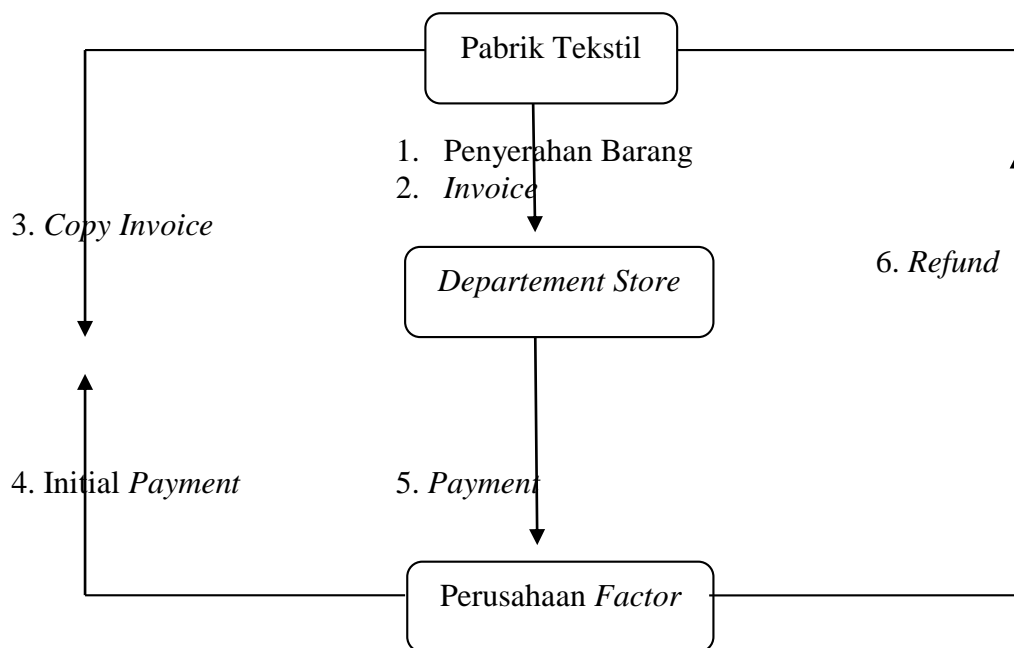 Pabrik Tekstil
1. Penyerahan Barang
2. Invoice
3. Copy Invoice
Departement Store
6. Refund
4. Initial Payment
5. Payment
Perusahaan Factor